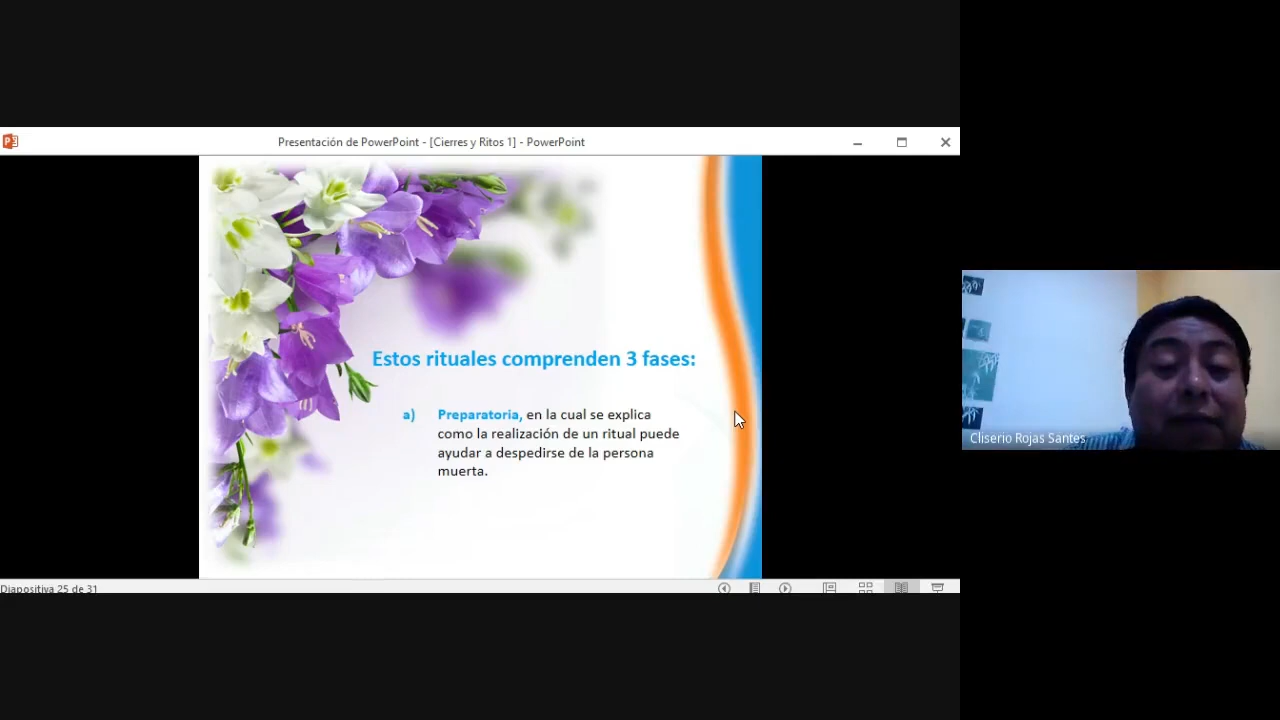 Presentación de PowerPoint - [Cierres y Ritos 1] - PowerPoint
Estos rituales comprenden 3 fases:
a) Preparatoria, en la cual se explica
como la realización de un ritual puede
ayudar a despedirse de la persona
muerta.
Cliserio Rojas Santes
Diapositiva 25 de 31